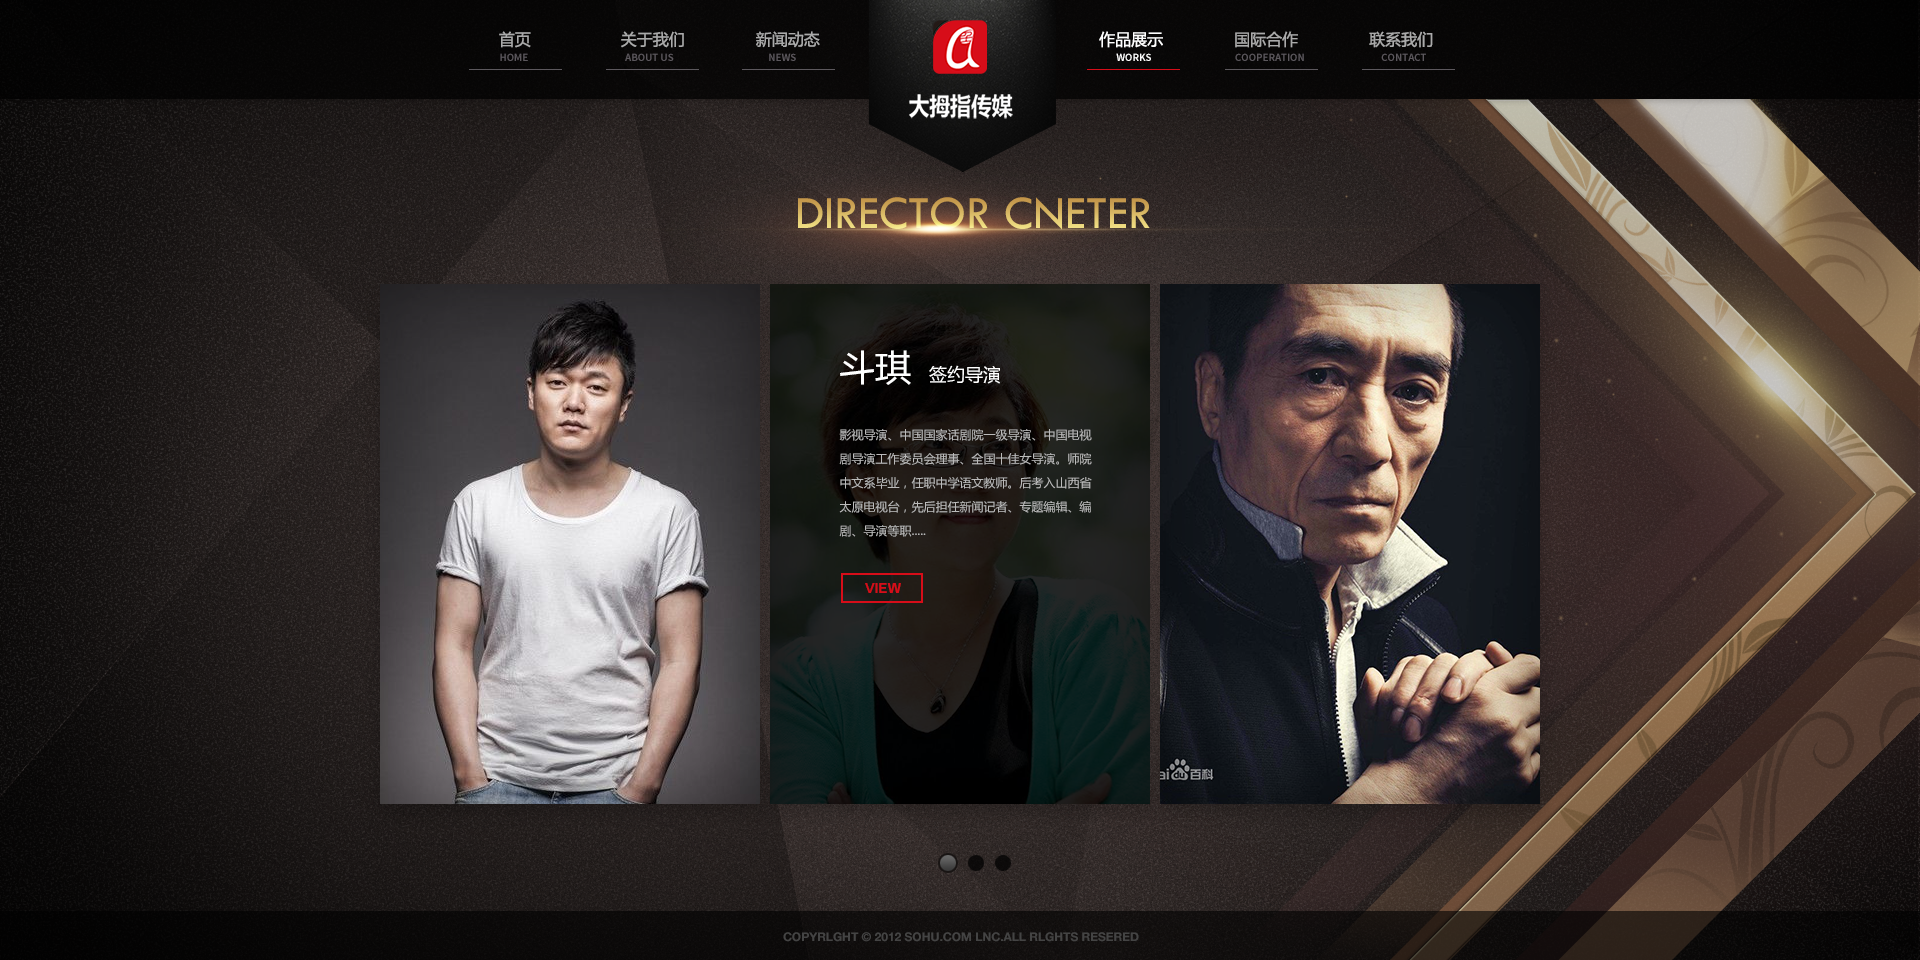 首页
HOME
关于我们
ABOUT US
新闻动态
NEWS
大拇指传媒
作品展示
WORKS
国际合作
COOPERATION
联系我们
CONTACT
DIRECTOR CNETER
斗琪 签约导演
影视导演、中国国家话剧院一级导演、中国电视
剧导演工作委员会理事、全国十佳女导演。师院
中文系毕业，任职中学语文教师。后考入山西省
太原电视台，先后担任新闻记者、专题编辑、编
剧、导演等职.....
VIEW
ai du 百科
COPYRLGHT © 2012 SOHU.COM LNC.ALL RLGHTS RESERED